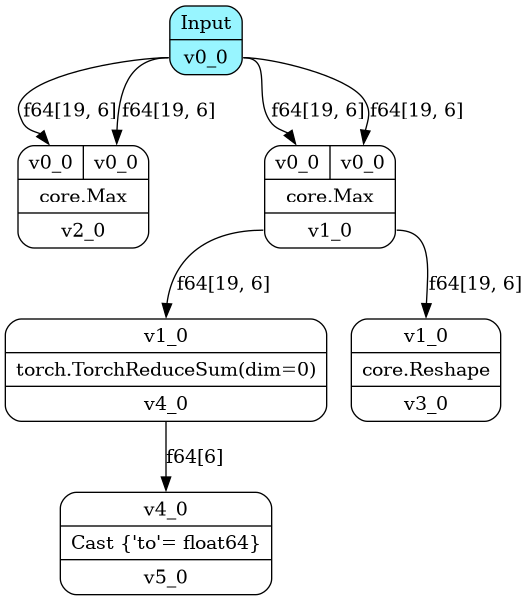 Input
v0_0
f64[19, 6]
f64[19, 6]
f64[19, 6]
f64[19, 6]
v0_0
v0_0
core.Max
v2_0
v0_0
v0_0
core.Max
v1_0
f64[19, 6]
f64[19, 6]
v1_0
torch.TorchReduceSum(dim=0)
v4_0
v1_0
core.Reshape
v3_0
f64[6]
v4_0
Cast {'to'= float64}
v5_0